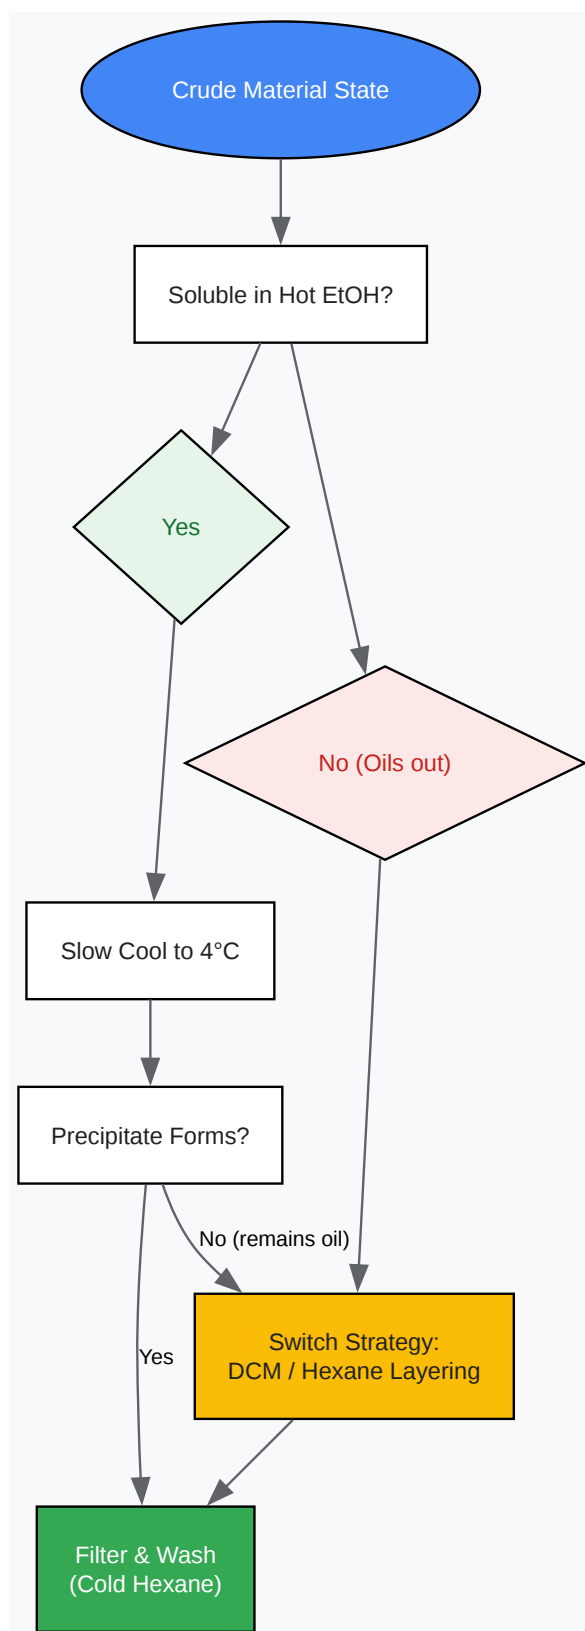 Crude Material State
Soluble in Hot EtOH?
Yes
No (Oils out)
Slow Cool to 4°C
Precipitate Forms?
No (remains oil)
Switch Strategy:
DCM / Hexane Layering
Yes
Filter & Wash
(Cold Hexane)